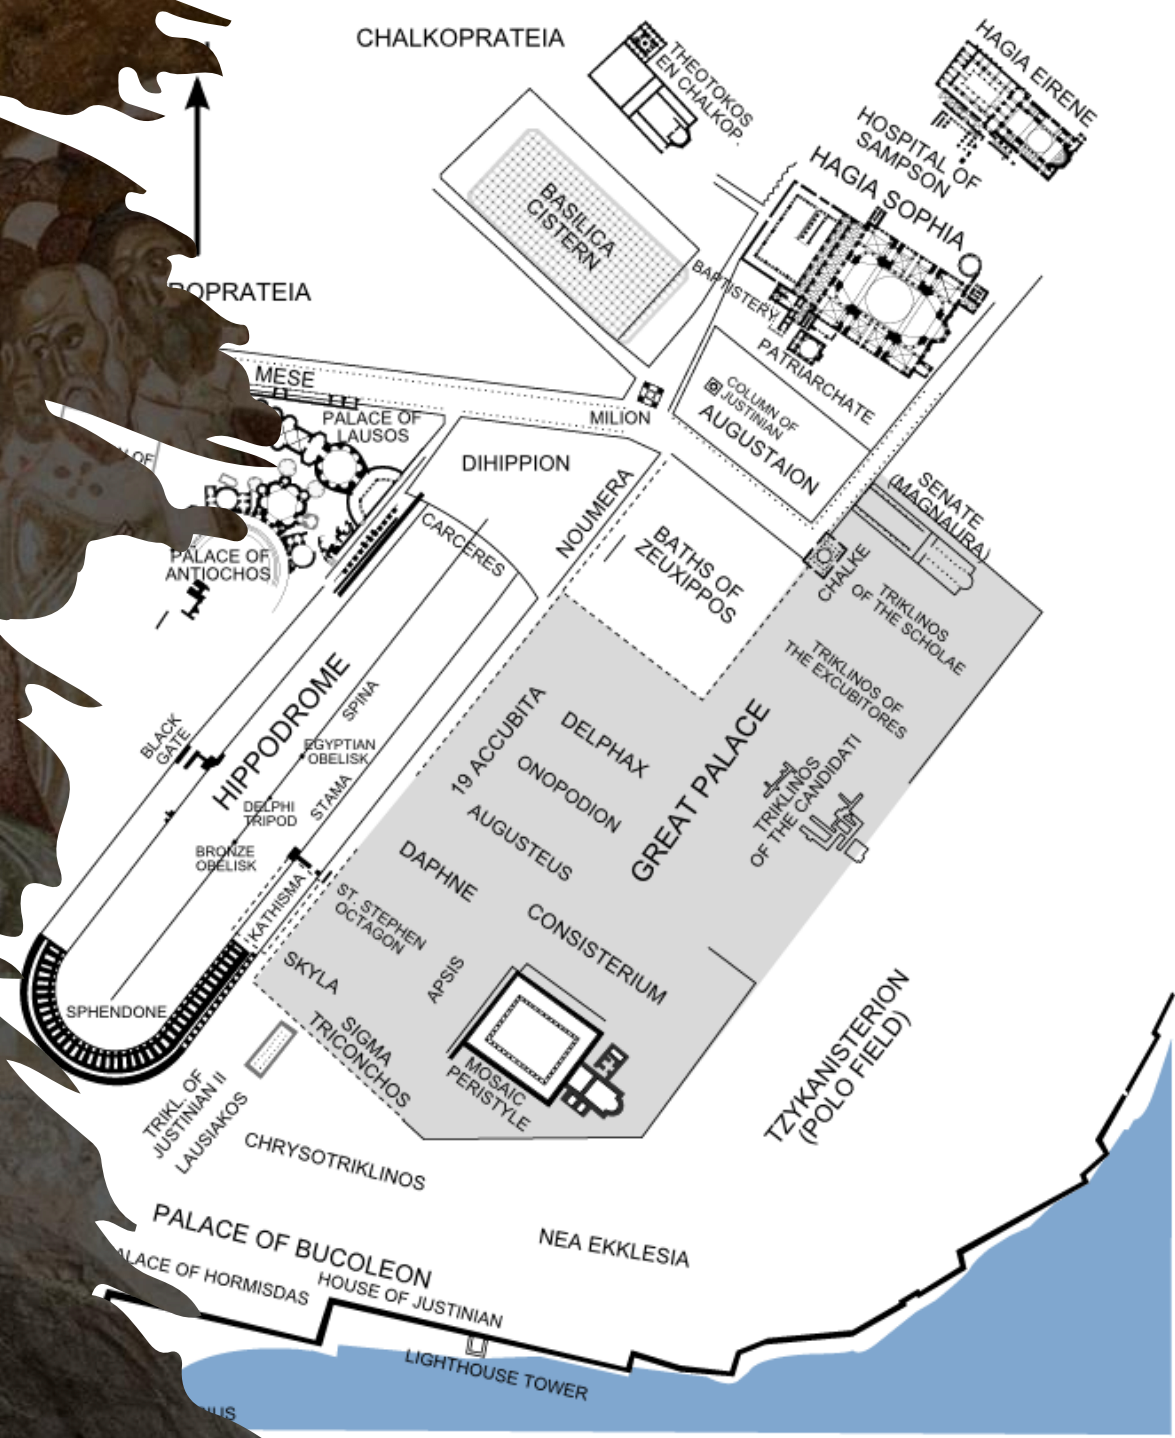 CHALKOPRATEIA
THEOTOKOS
EN CHALKOP.
HAGIA EIRENE
HOSPITAL OF
SAMPSON
HAGIA SOPHIA
BASILICA
CISTERN
BAPTISTERY
PATRIARCHATE
OPRATEIA
MESE
PALACE OF
LAUSOS
MILION
COLUMN OF
JUSTINIAN
AUGUSTAION
DIHIPPION
OF
NOUMERA
SENATE
(MAGNAURA)
CARCERES
BATHS OF
ZEUXIPPOS
CHALKE
PALACE OF
ANTIOCHOS
TRIKLINOS
OF THE SCHOLAE
TRIKLINOS OF
THE EXCUBITORES
HIPPODROME
SPINA
BLACK
GATE
EGYPTIAN
OBELISK
19 ACCUBITA
DELPHAX
ONOPODION
GREAT PALACE
TRIKLINOS
OF THE CANDIDATI
DELPHI
TRIPOD
STAMA
BRONZE
OBELISK
AUGUSTEUS
DAPHNE
KATHISMA
ST. STEPHEN
OCTAGON
CONSISTERIUM
SKYLA
APSIS
SPHENDONE
SIGMA
TRICONCHOS
MOSAIC
PERISTYLE
TZYKANISTERION
(POLO FIELD)
TRIKL. OF
JUSTINIAN II
LAUSIAKOS
CHRYSOTRIKLINOS
PALACE OF BUCOLEON
NEA EKKLESIA
ALACE OF HORMISDAS
HOUSE OF JUSTINIAN
LIGHTHOUSE TOWER